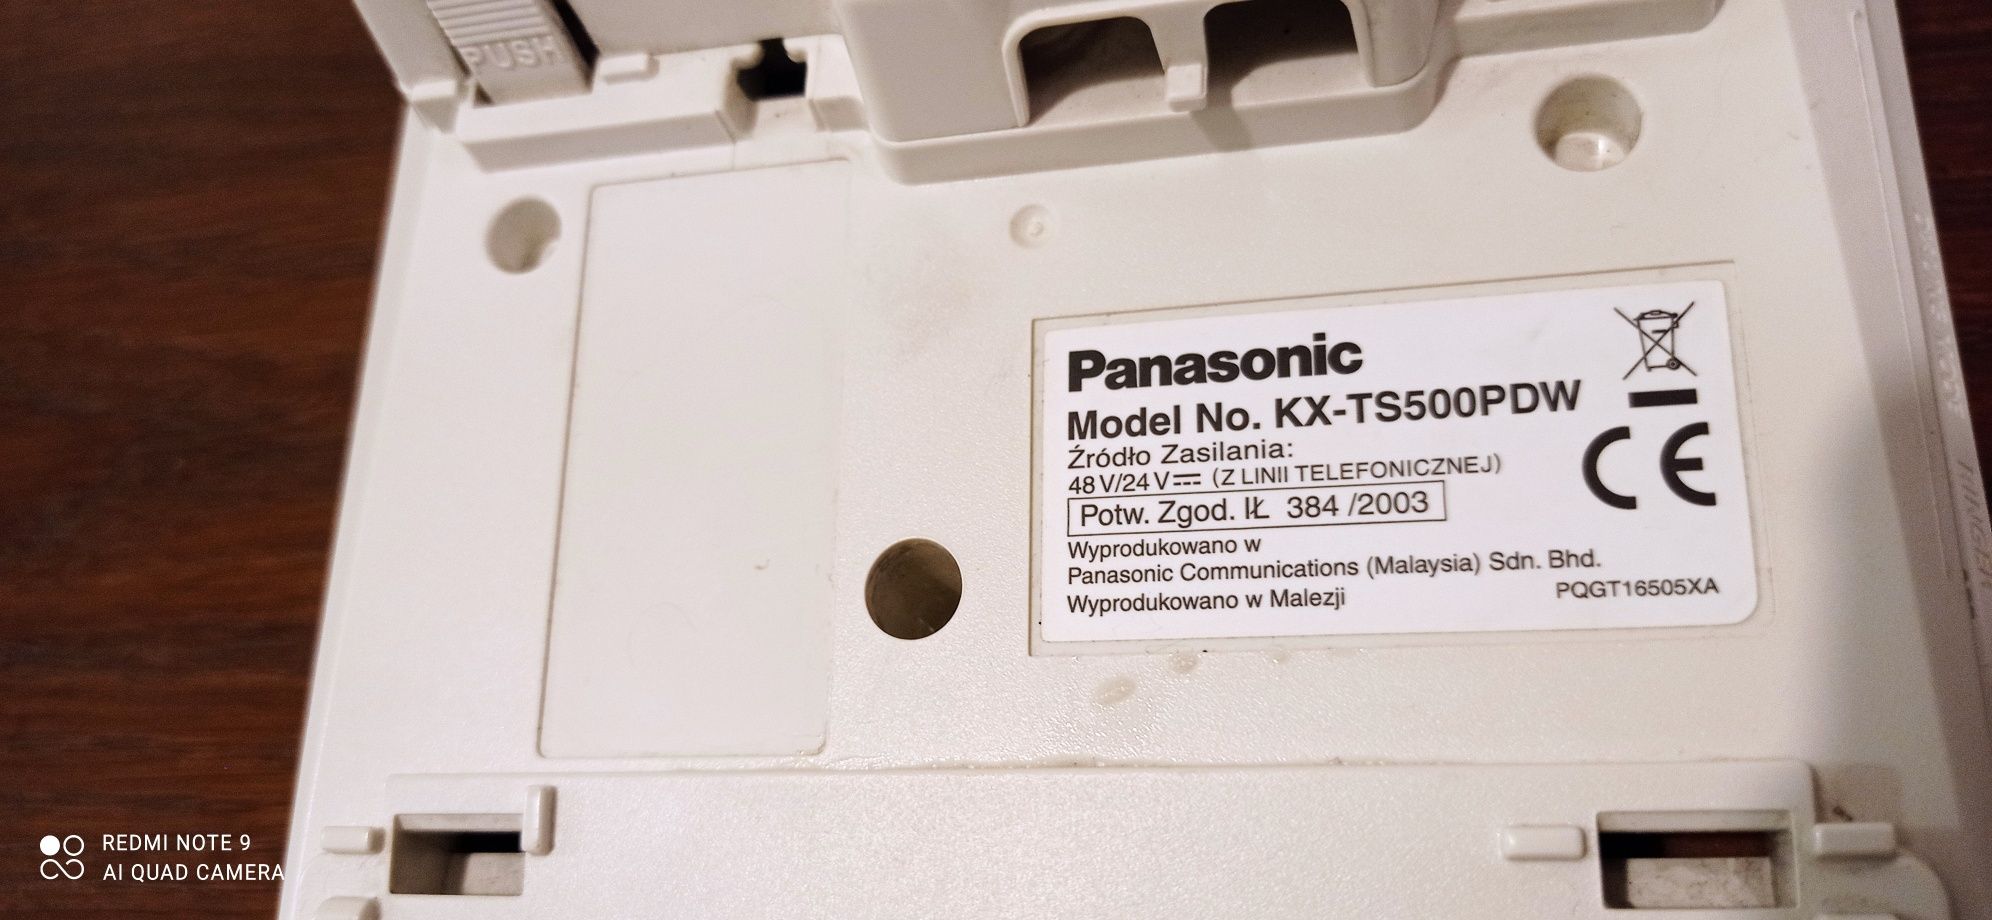 PUSH
Panasonic
Model No. KX-TS500PDW
Źródło Zasilania:
48 V/24 V⎓ (Z LINII TELEFONICZNEJ)
Potw. Zgod. IŁ 384 /2003
Wyprodukowano w
Panasonic Communications (Malaysia) Sdn. Bhd.
Wyprodukowano w Malezji
PQGT16505XA
CE
REDMI NOTE 9
AI QUAD CAMERA